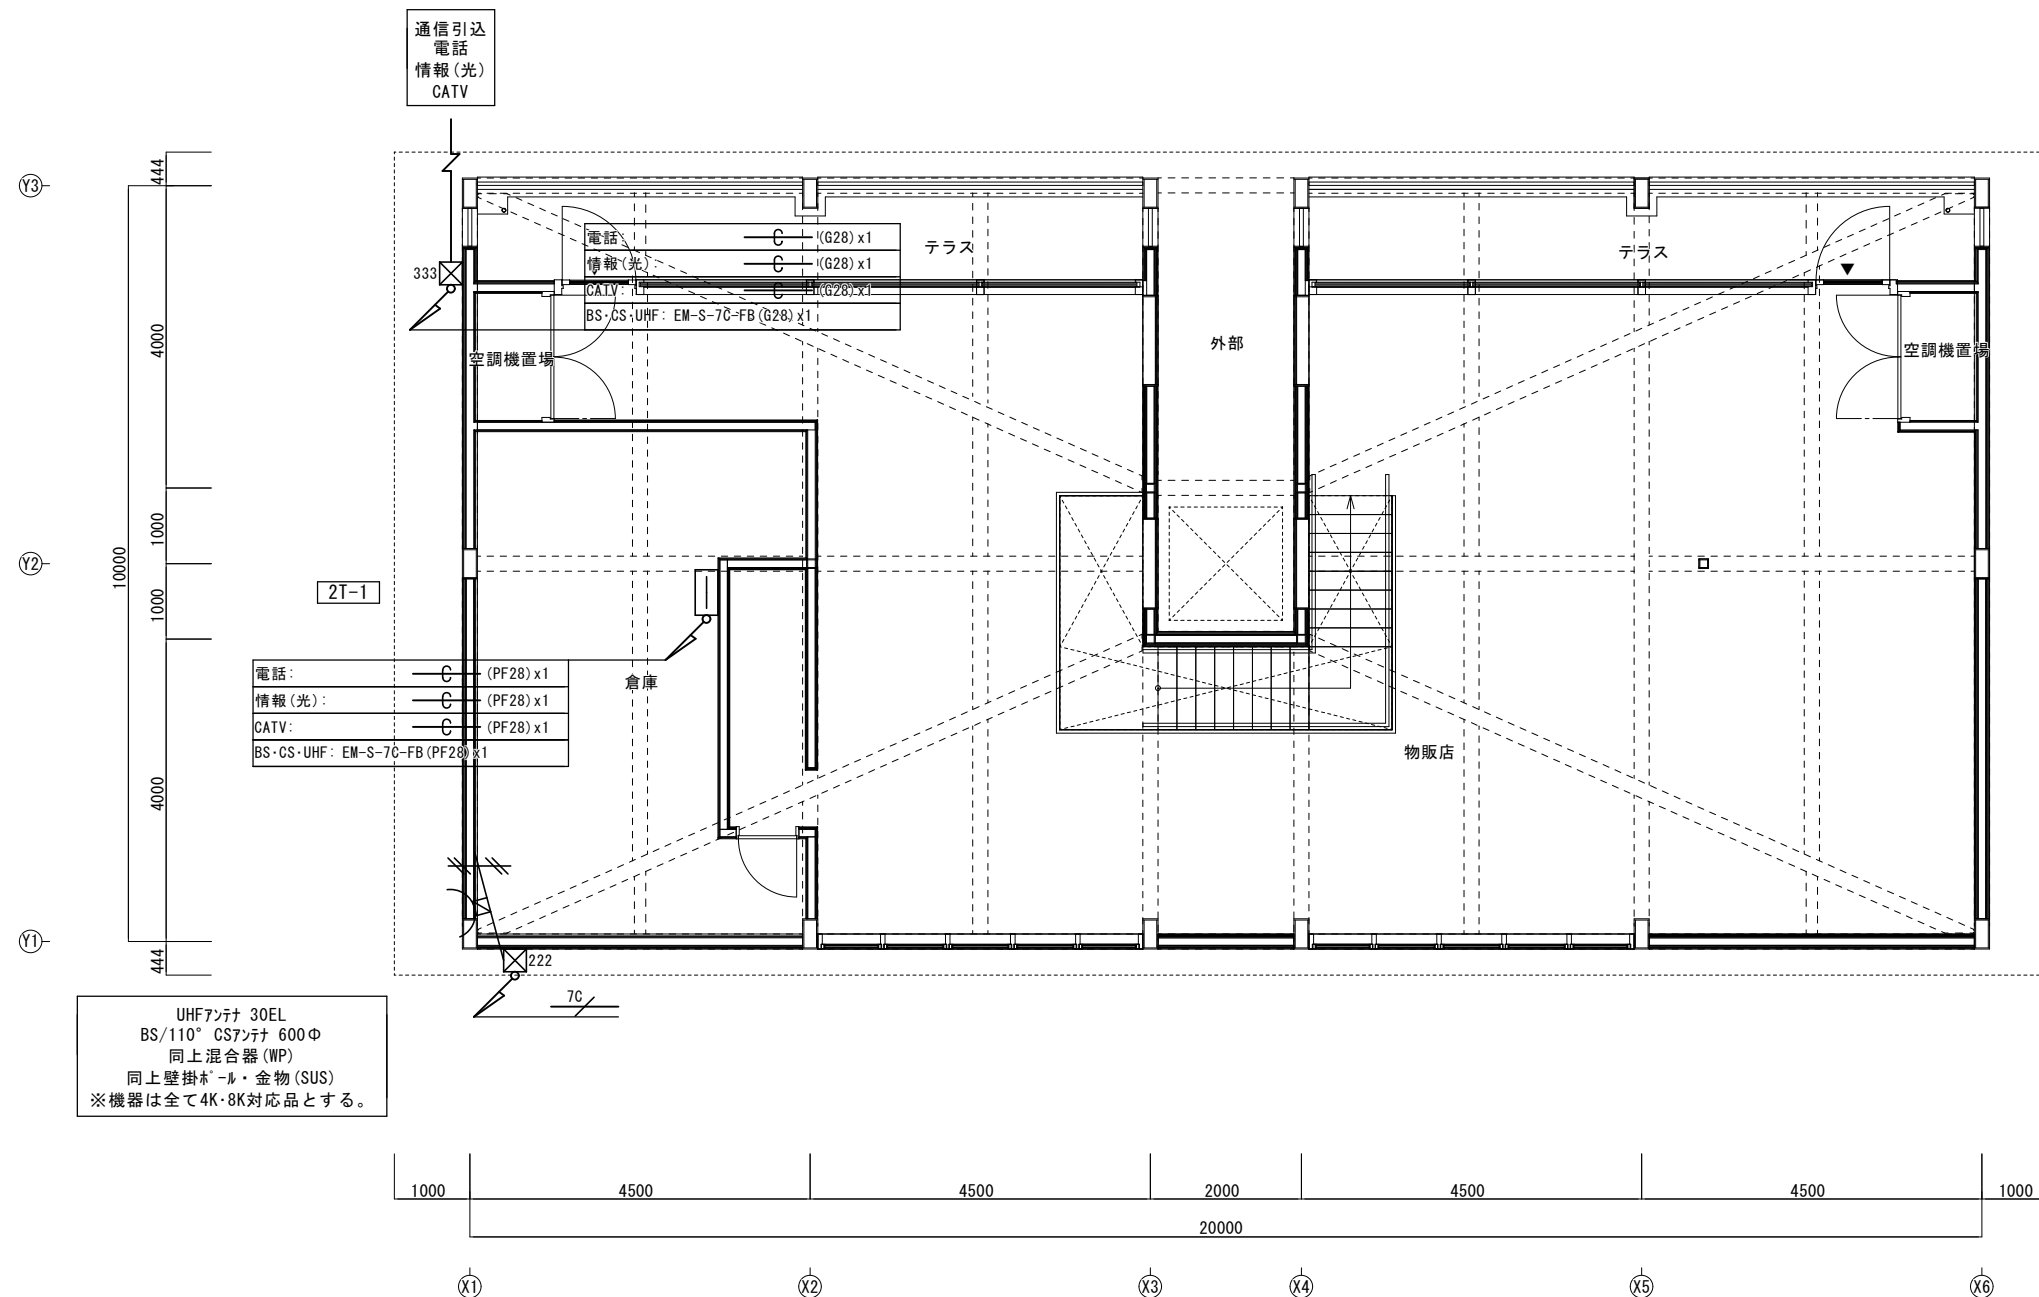 通信引込
電話
情報(光)
CATV
444
Y3
333
電話: C (G28)x1
情報(光): C (G28)x1
CATV: C (G28)x1
BS・CS・UHF: EM-S-7C-FB(G28)x1
テラス
テラス
外部
空調機置場
空調機置場
4000
1000
10000
Y2
1000
2T-1
電話: C (PF28)x1
情報(光): C (PF28)x1
CATV: C (PF28)x1
BS・CS・UHF: EM-S-7C-FB(PF28)x1
倉庫
物販店
4000
Y1
444
222
7C
UHFアンテナ 30EL
BS/110° CSアンテナ 600Φ
同上混合器(WP)
同上壁掛ポール・金物(SUS)
※機器は全て4K・8K対応品とする。
1000 4500 4500 2000 4500 4500 1000
20000
X1 X2 X3 X4 X5 X6